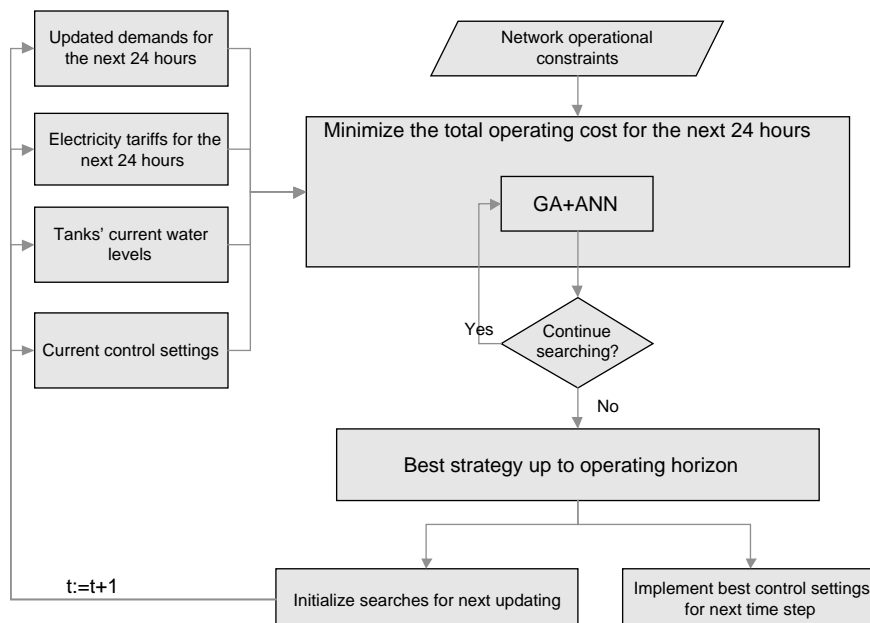 Updated demands for
the next 24 hours
Electricity tariffs for the
next 24 hours
Tanks’ current water
levels
Current control settings
Network operational
constraints
Minimize the total operating cost for the next 24 hours
GA+ANN
Yes
Continue
searching?
No
Best strategy up to operating horizon
t:=t+1
Initialize searches for next updating
Implement best control settings
for next time step